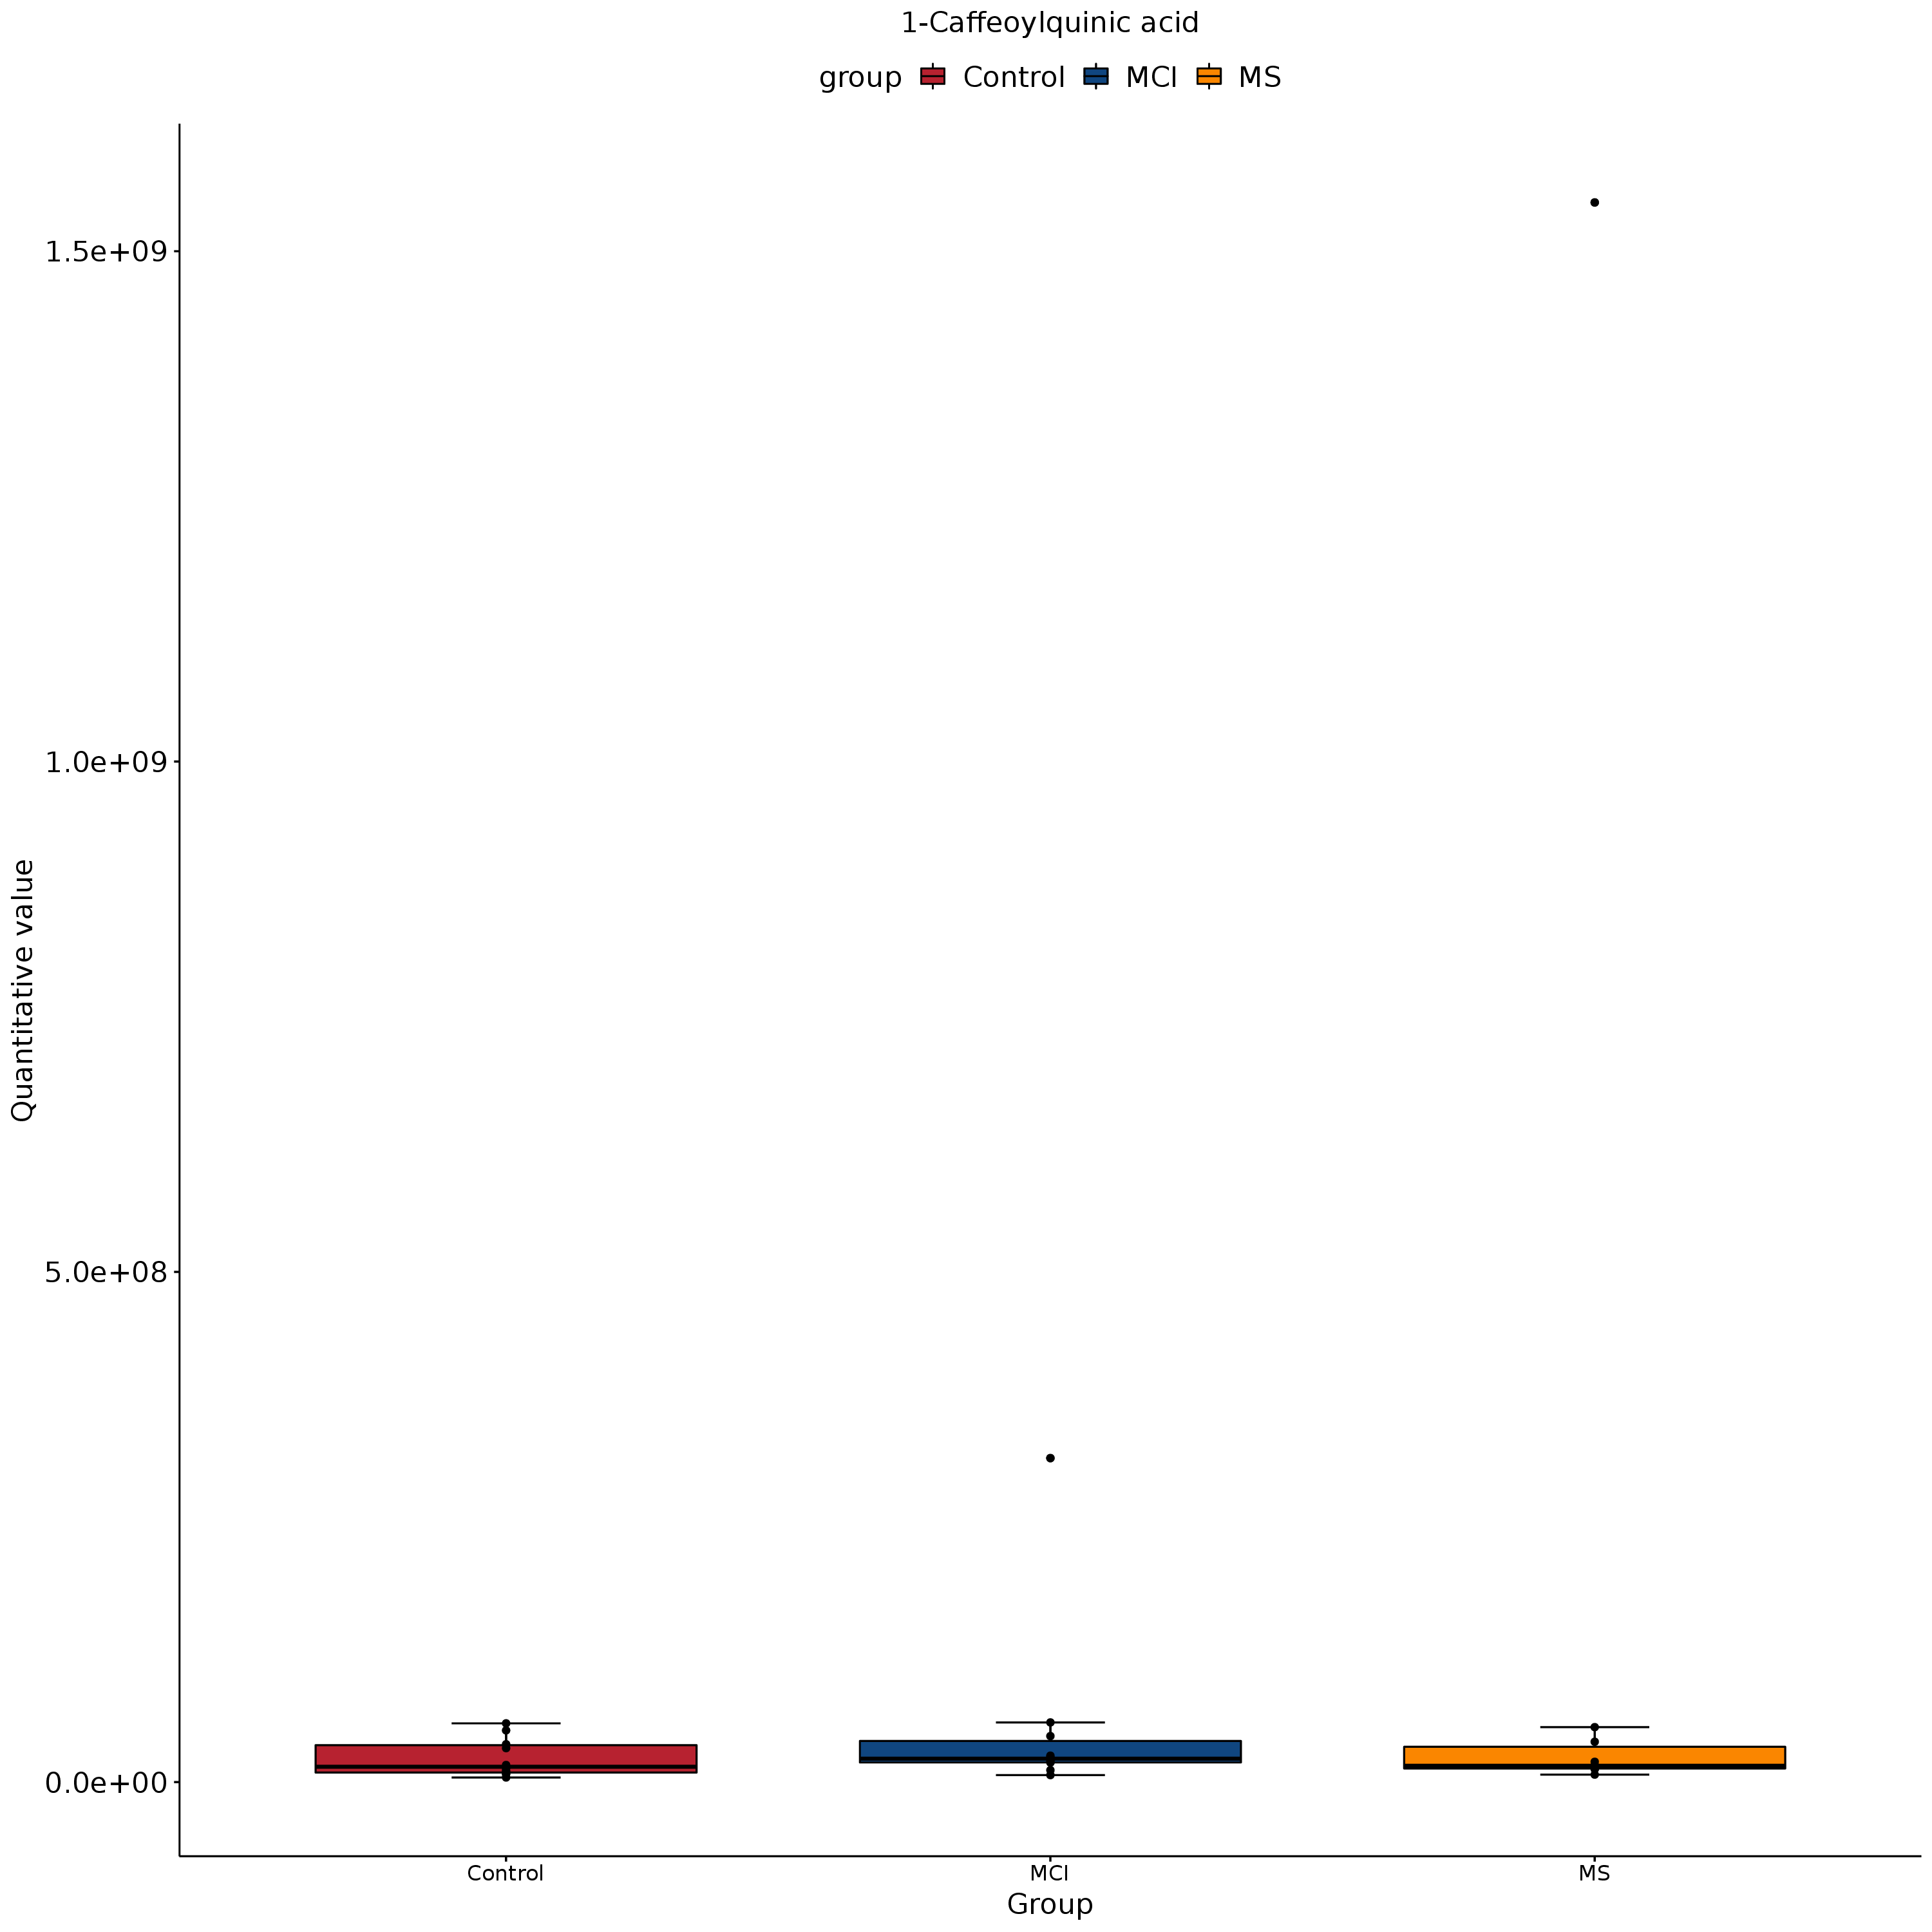 1-Caffeoylquinic acid
group Control MCI MS
Quantitative value
1.5e+09
1.0e+09
5.0e+08
0.0e+00
Control MCI MS
Group